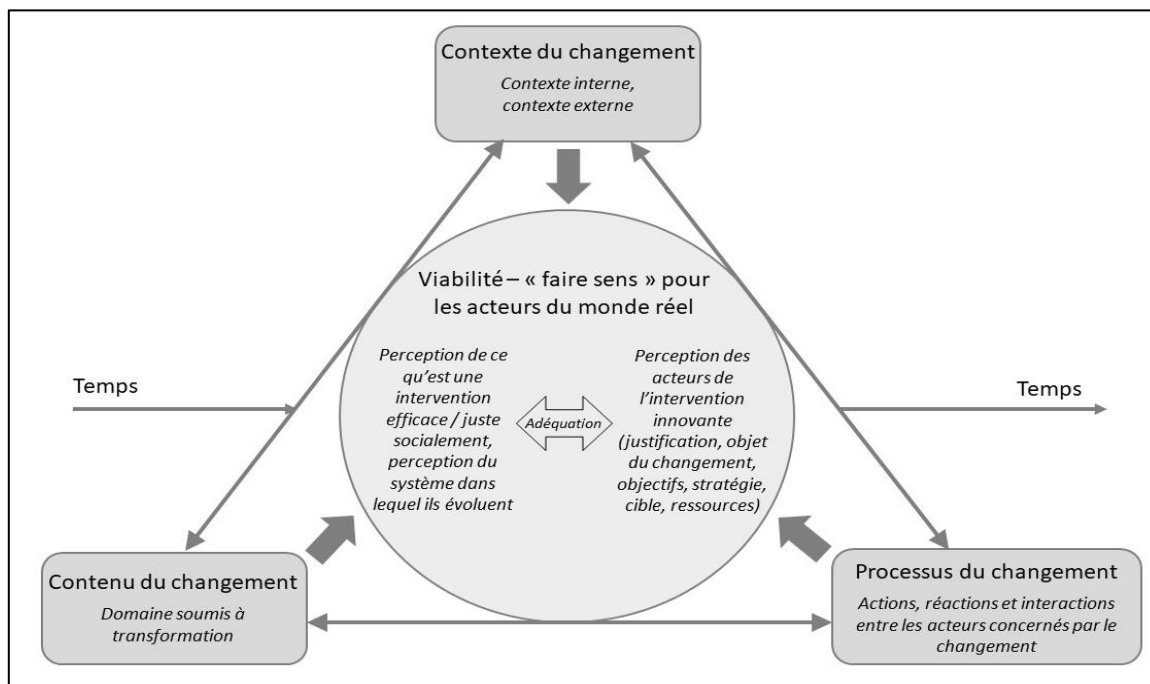 Contexte du changement
Contexte interne,
contexte externe
Viabilité – « faire sens » pour
les acteurs du monde réel
Perception de ce
qu'est une
intervention
efficace / juste
socialement,
perception du
système dans
lequel ils évoluent
Adéquation
Perception des
acteurs de
l'intervention
innovante
(justification, objet
du changement,
objectifs, stratégie,
cible, ressources)
Temps
Temps
Contenu du changement
Domaine soumis à
transformation
Processus du changement
Actions, réactions et interactions
entre les acteurs concernés par le
changement